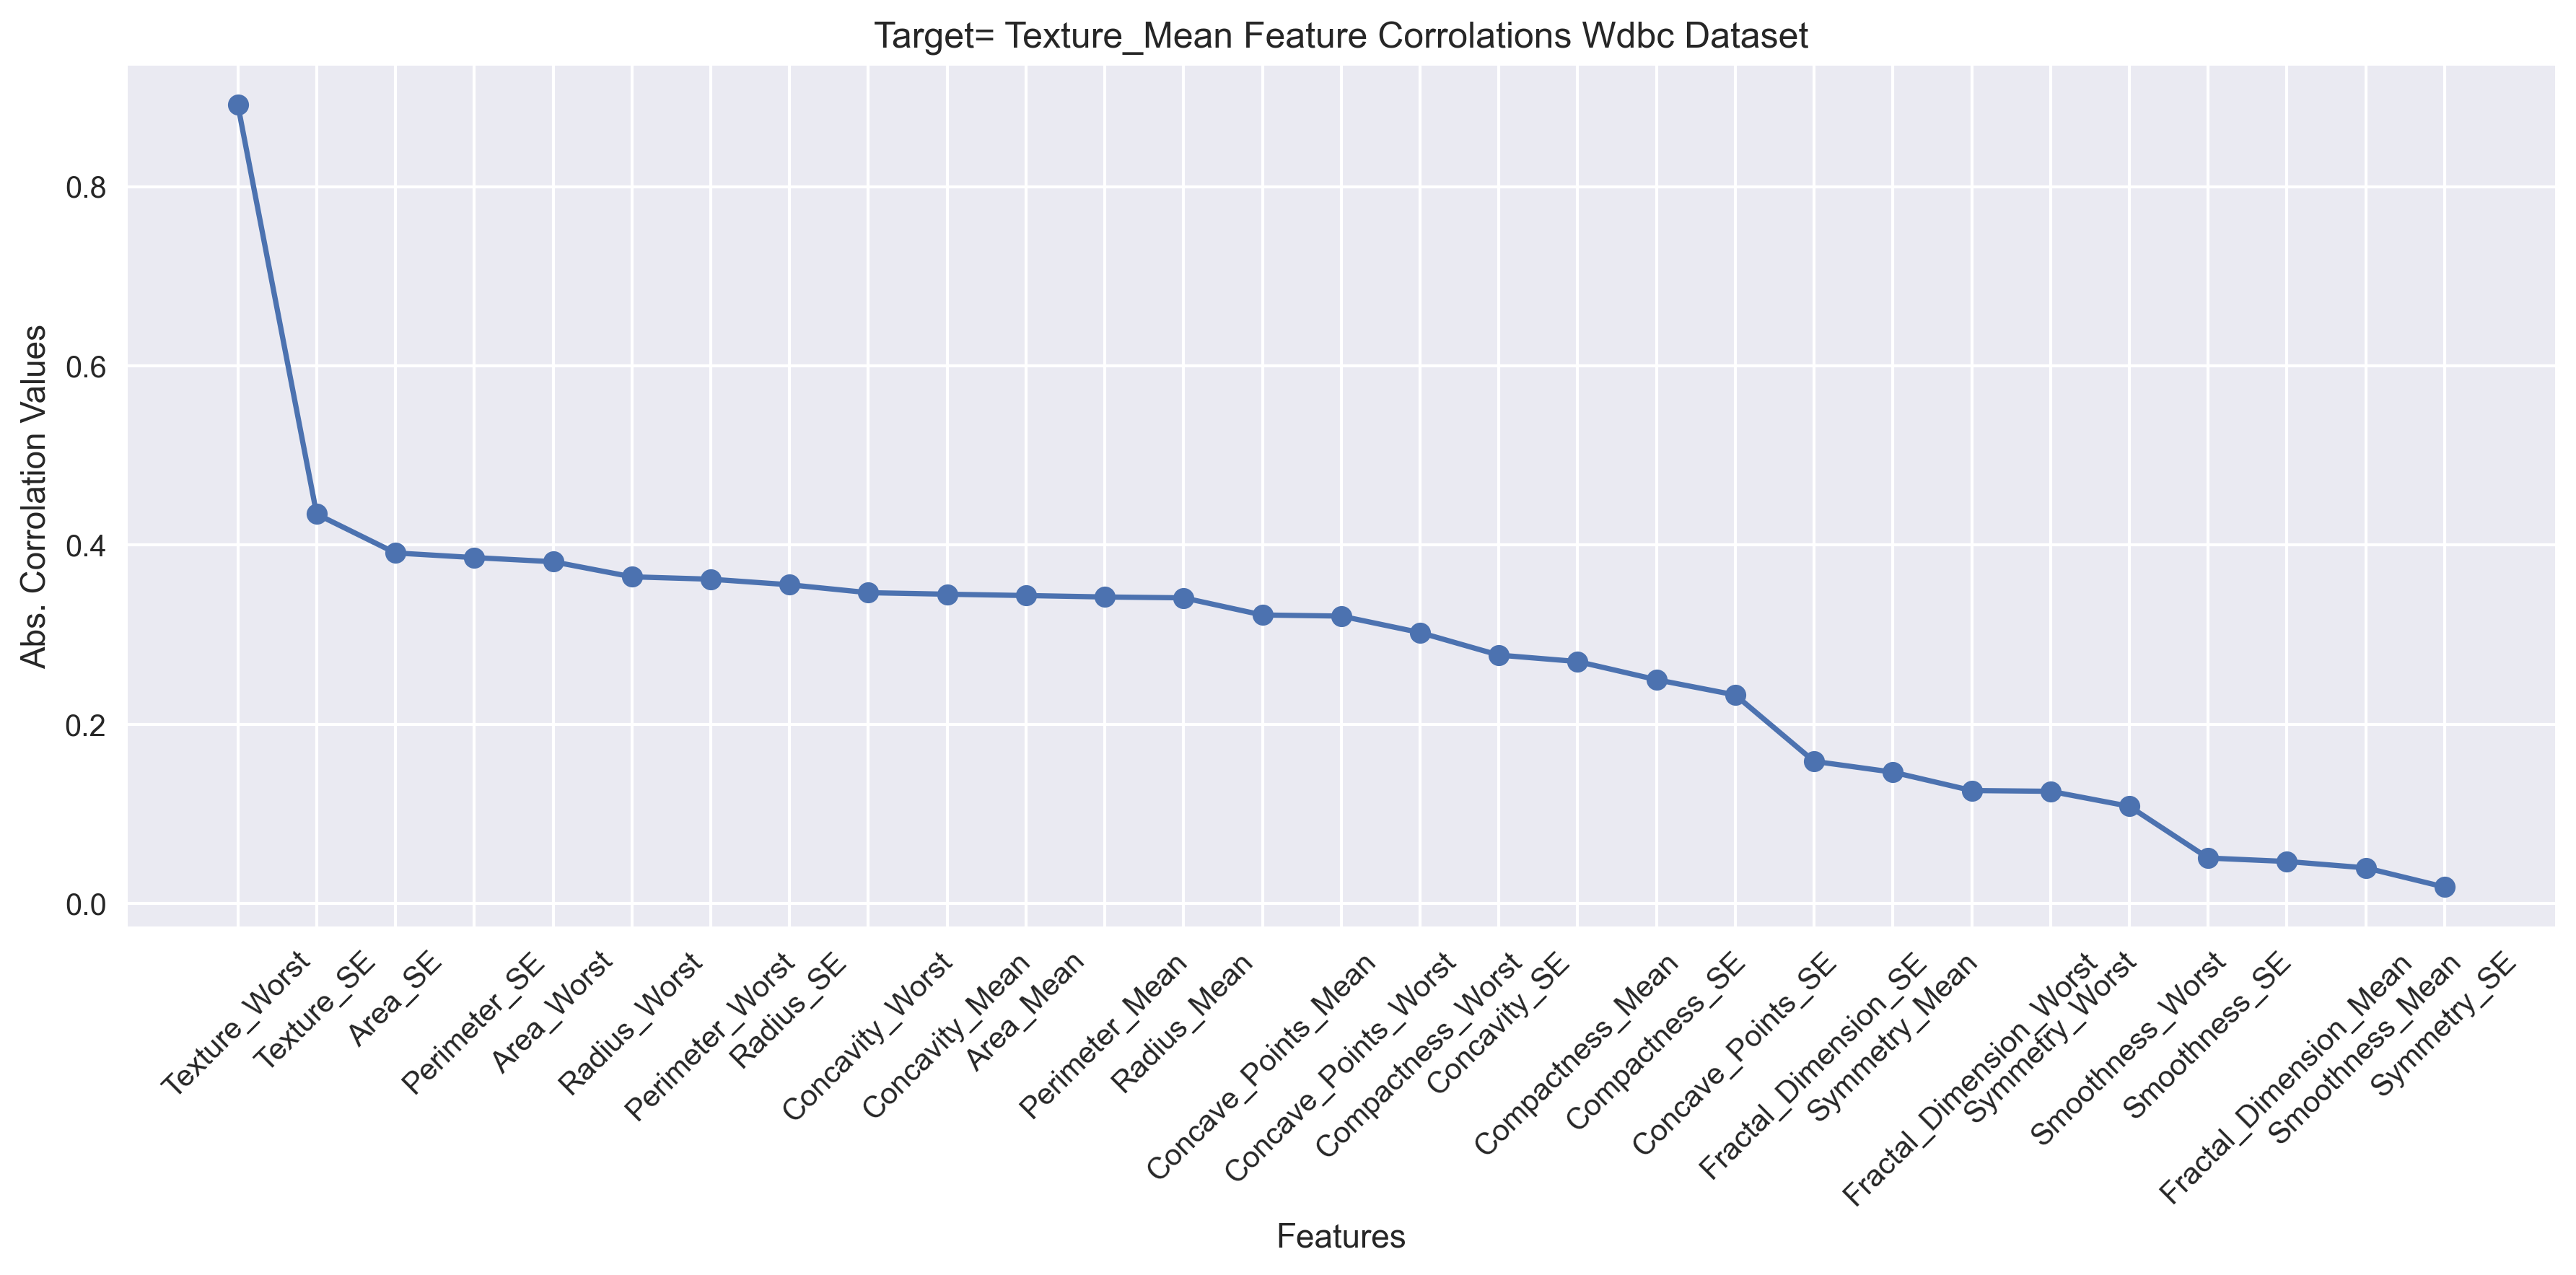 Target= Texture_Mean Feature Corrolations Wdbc Dataset
Abs. Corrolation Values
0.8
0.6
0.4
0.2
0.0
Texture_Worst
Texture_SE
Area_SE
Perimeter_SE
Area_Worst
Radius_Worst
Perimeter_Worst
Radius_SE
Concavity_Worst
Concavity_Mean
Area_Mean
Perimeter_Mean
Radius_Mean
Concave_Points_Mean
Concave_Points_Worst
Compactness_Worst
Concavity_SE
Compactness_Mean
Compactness_SE
Concave_Points_SE
Fractal_Dimension_SE
Symmetry_Mean
Fractal_Dimension_Worst
Symmetry_Worst
Smoothness_Worst
Smoothness_SE
Fractal_Dimension_Mean
Smoothness_Mean
Symmetry_SE
Features